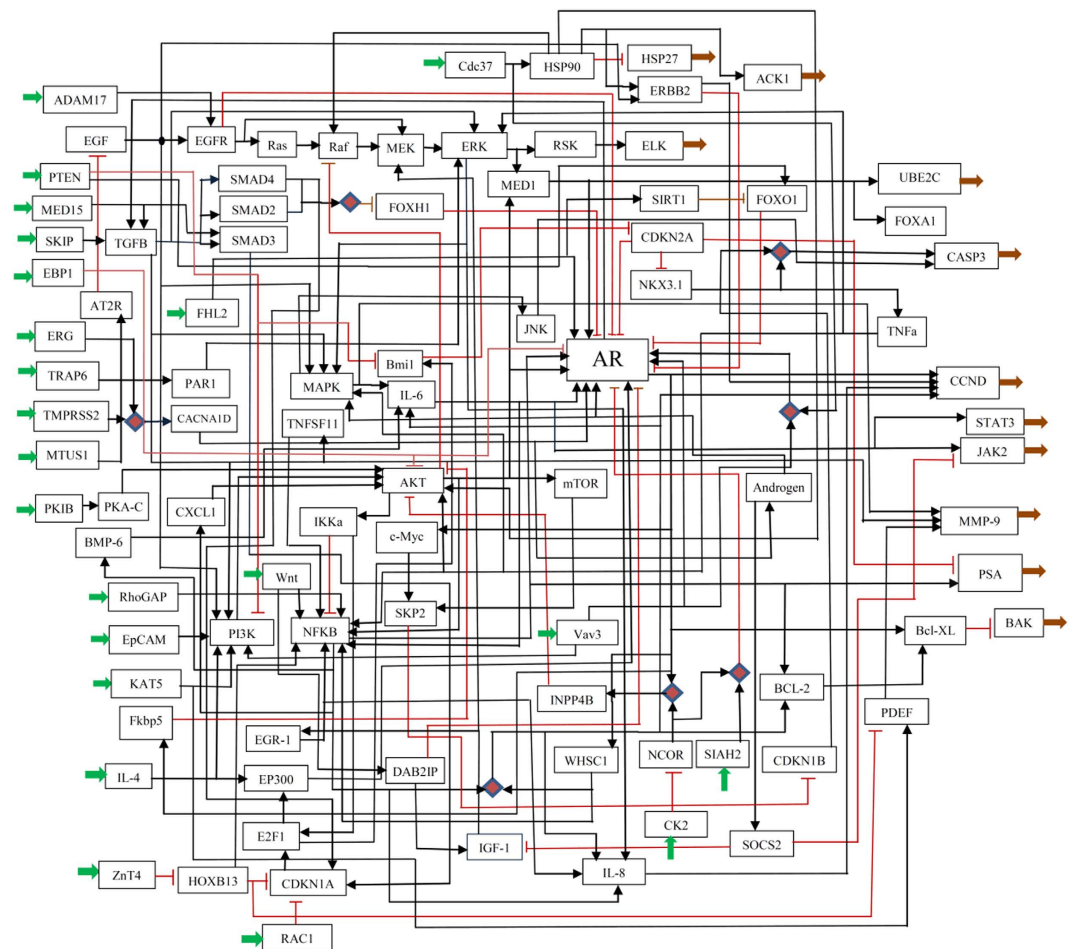 Cdc37
HSP90
HSP27
ACK1
ERBB2
ADAM17
EGF
EGFR
Ras
Raf
MEK
ERK
RSK
ELK
PTEN
SMAD4
MED1
UBE2C
MED15
SMAD2
FOXH1
SIRT1
FOXO1
FOXA1
SKIP
TGFB
SMAD3
CDKN2A
CASP3
EBP1
NKX3.1
AT2R
FHL2
JNK
TNFa
ERG
AR
TRAP6
PAR1
Bmi1
MAPK
IL-6
CCND
TMPRSS2
CACNA1D
TNFSF11
STAT3
MTUS1
JAK2
AKT
mTOR
Androgen
PKIB
PKA-C
CXCL1
IKKa
c-Myc
MMP-9
BMP-6
Wnt
PSA
RhoGAP
SKP2
EpCAM
PI3K
NFKB
Vav3
Bcl-XL
BAK
KAT5
INPP4B
BCL-2
PDEF
Fkbp5
EGR-1
WHSC1
NCOR
SIAH2
CDKN1B
IL-4
EP300
DAB2IP
CK2
E2F1
IGF-1
SOCS2
ZnT4
HOXB13
CDKN1A
IL-8
RAC1